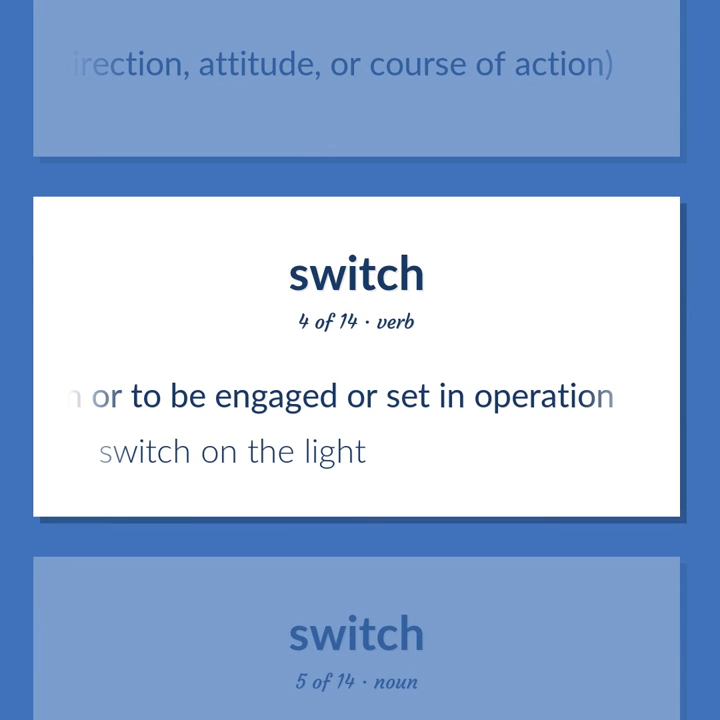 direction, attitude, or course of action)
switch
4 of 14 · verb
or to be engaged or set in operation
switch on the light
switch
5 of 14 · noun